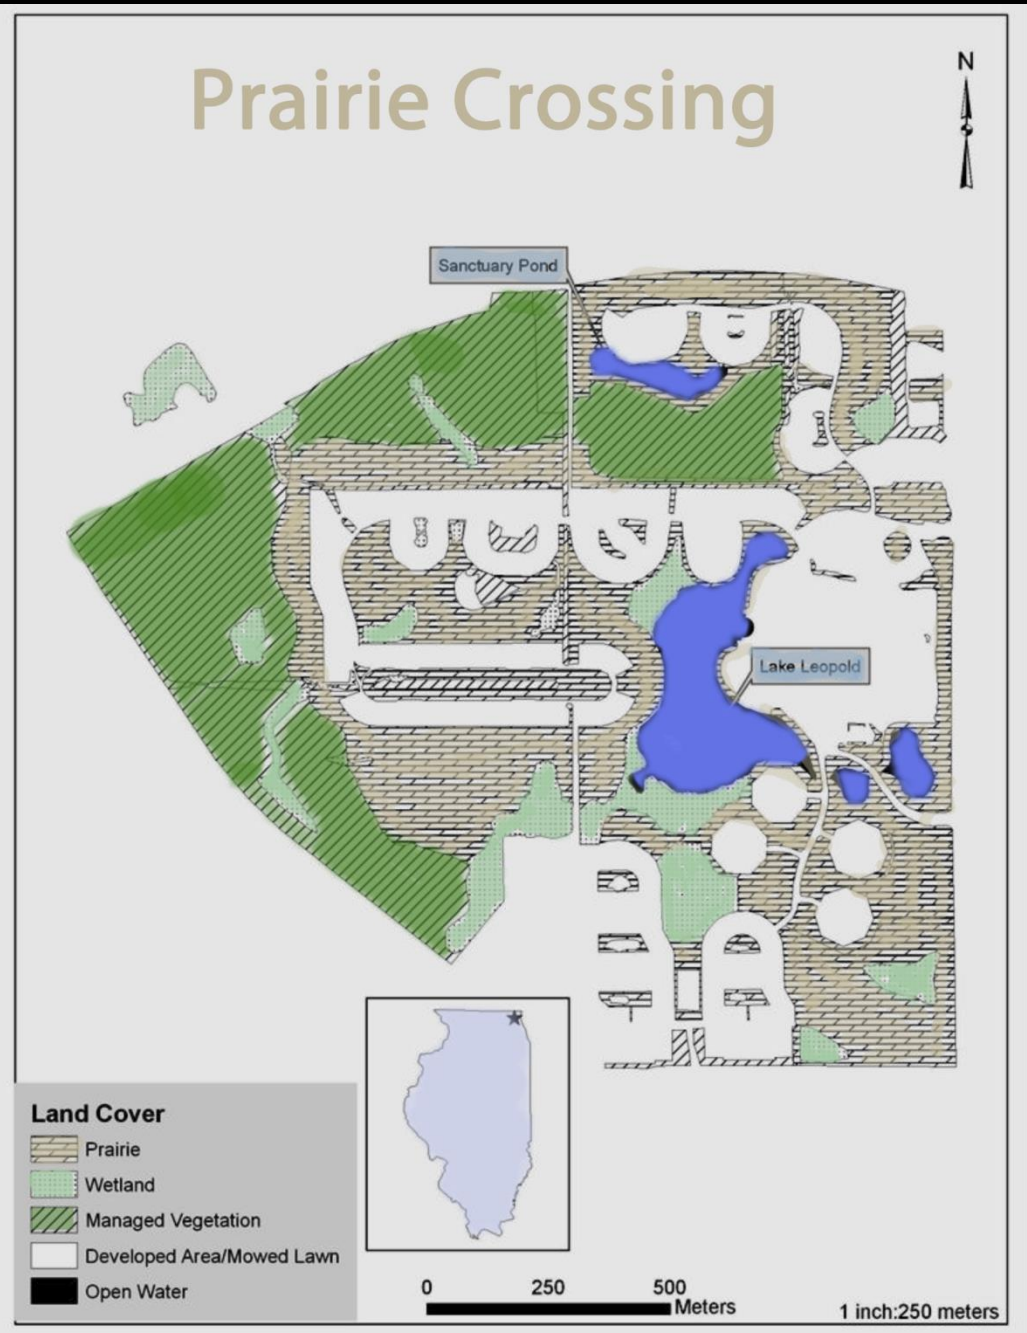 Prairie Crossing
N
Sanctuary Pond
Lake Leopold
Land Cover
Prairie
Wetland
Managed Vegetation
Developed Area/Mowed Lawn
Open Water
0 250 500
Meters
1 inch:250 meters